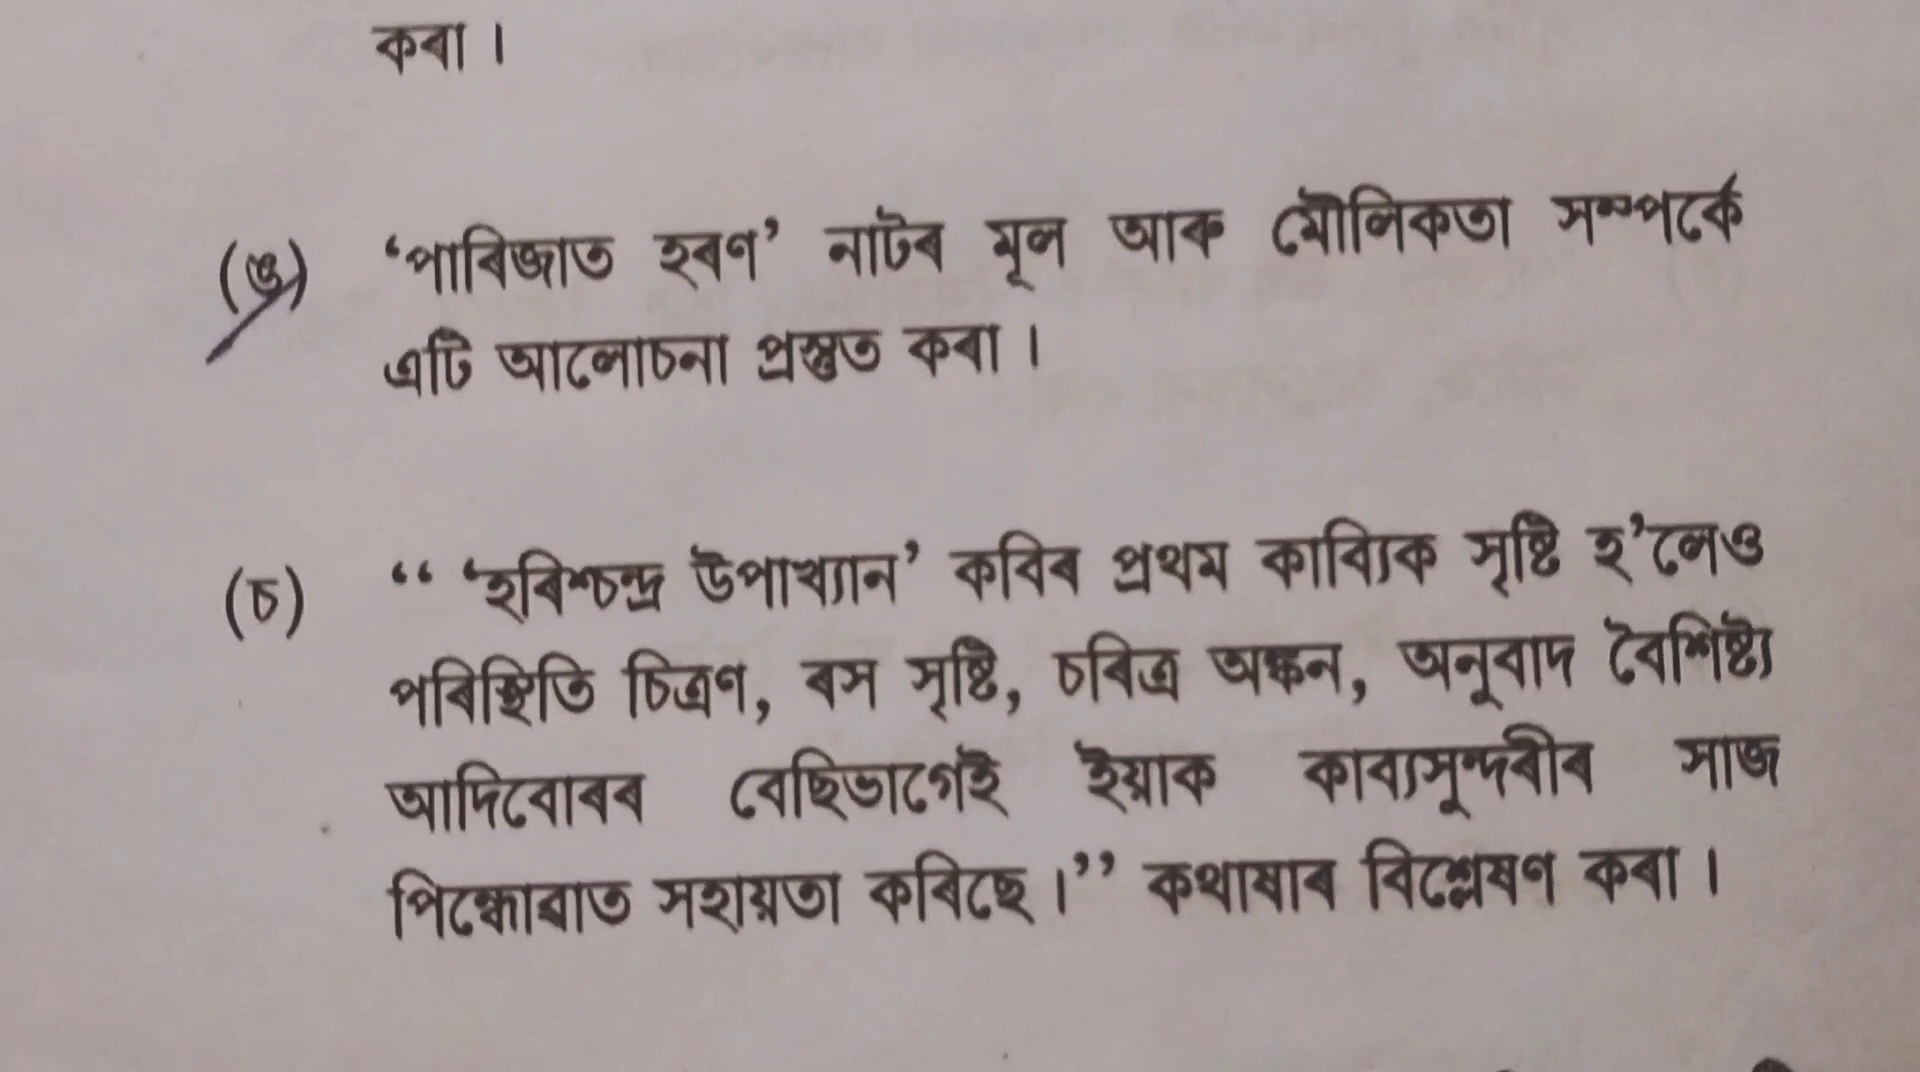 কৰা ।
(ঙ) ‘পাৰিজাত হৰণ’ নাটৰ মূল আৰু মৌলিকতা সম্পৰ্কে
এটি আলোচনা প্ৰস্তুত কৰা ।
(চ) “ ‘হৰিশ্চন্দ্ৰ উপাখ্যান’ কবিৰ প্ৰথম কাব্যিক সৃষ্টি হ’লেও
পৰিস্থিতি চিত্ৰণ, ৰস সৃষ্টি, চৰিত্ৰ অঙ্কন, অনুবাদ বৈশিষ্ট্য
আদিবোৰৰ বেছিভাগেই ইয়াক কাব্যসুন্দৰীৰ সাজ
পিন্ধোৱাত সহায়তা কৰিছে ।” কথাষাৰ বিশ্লেষণ কৰা ।